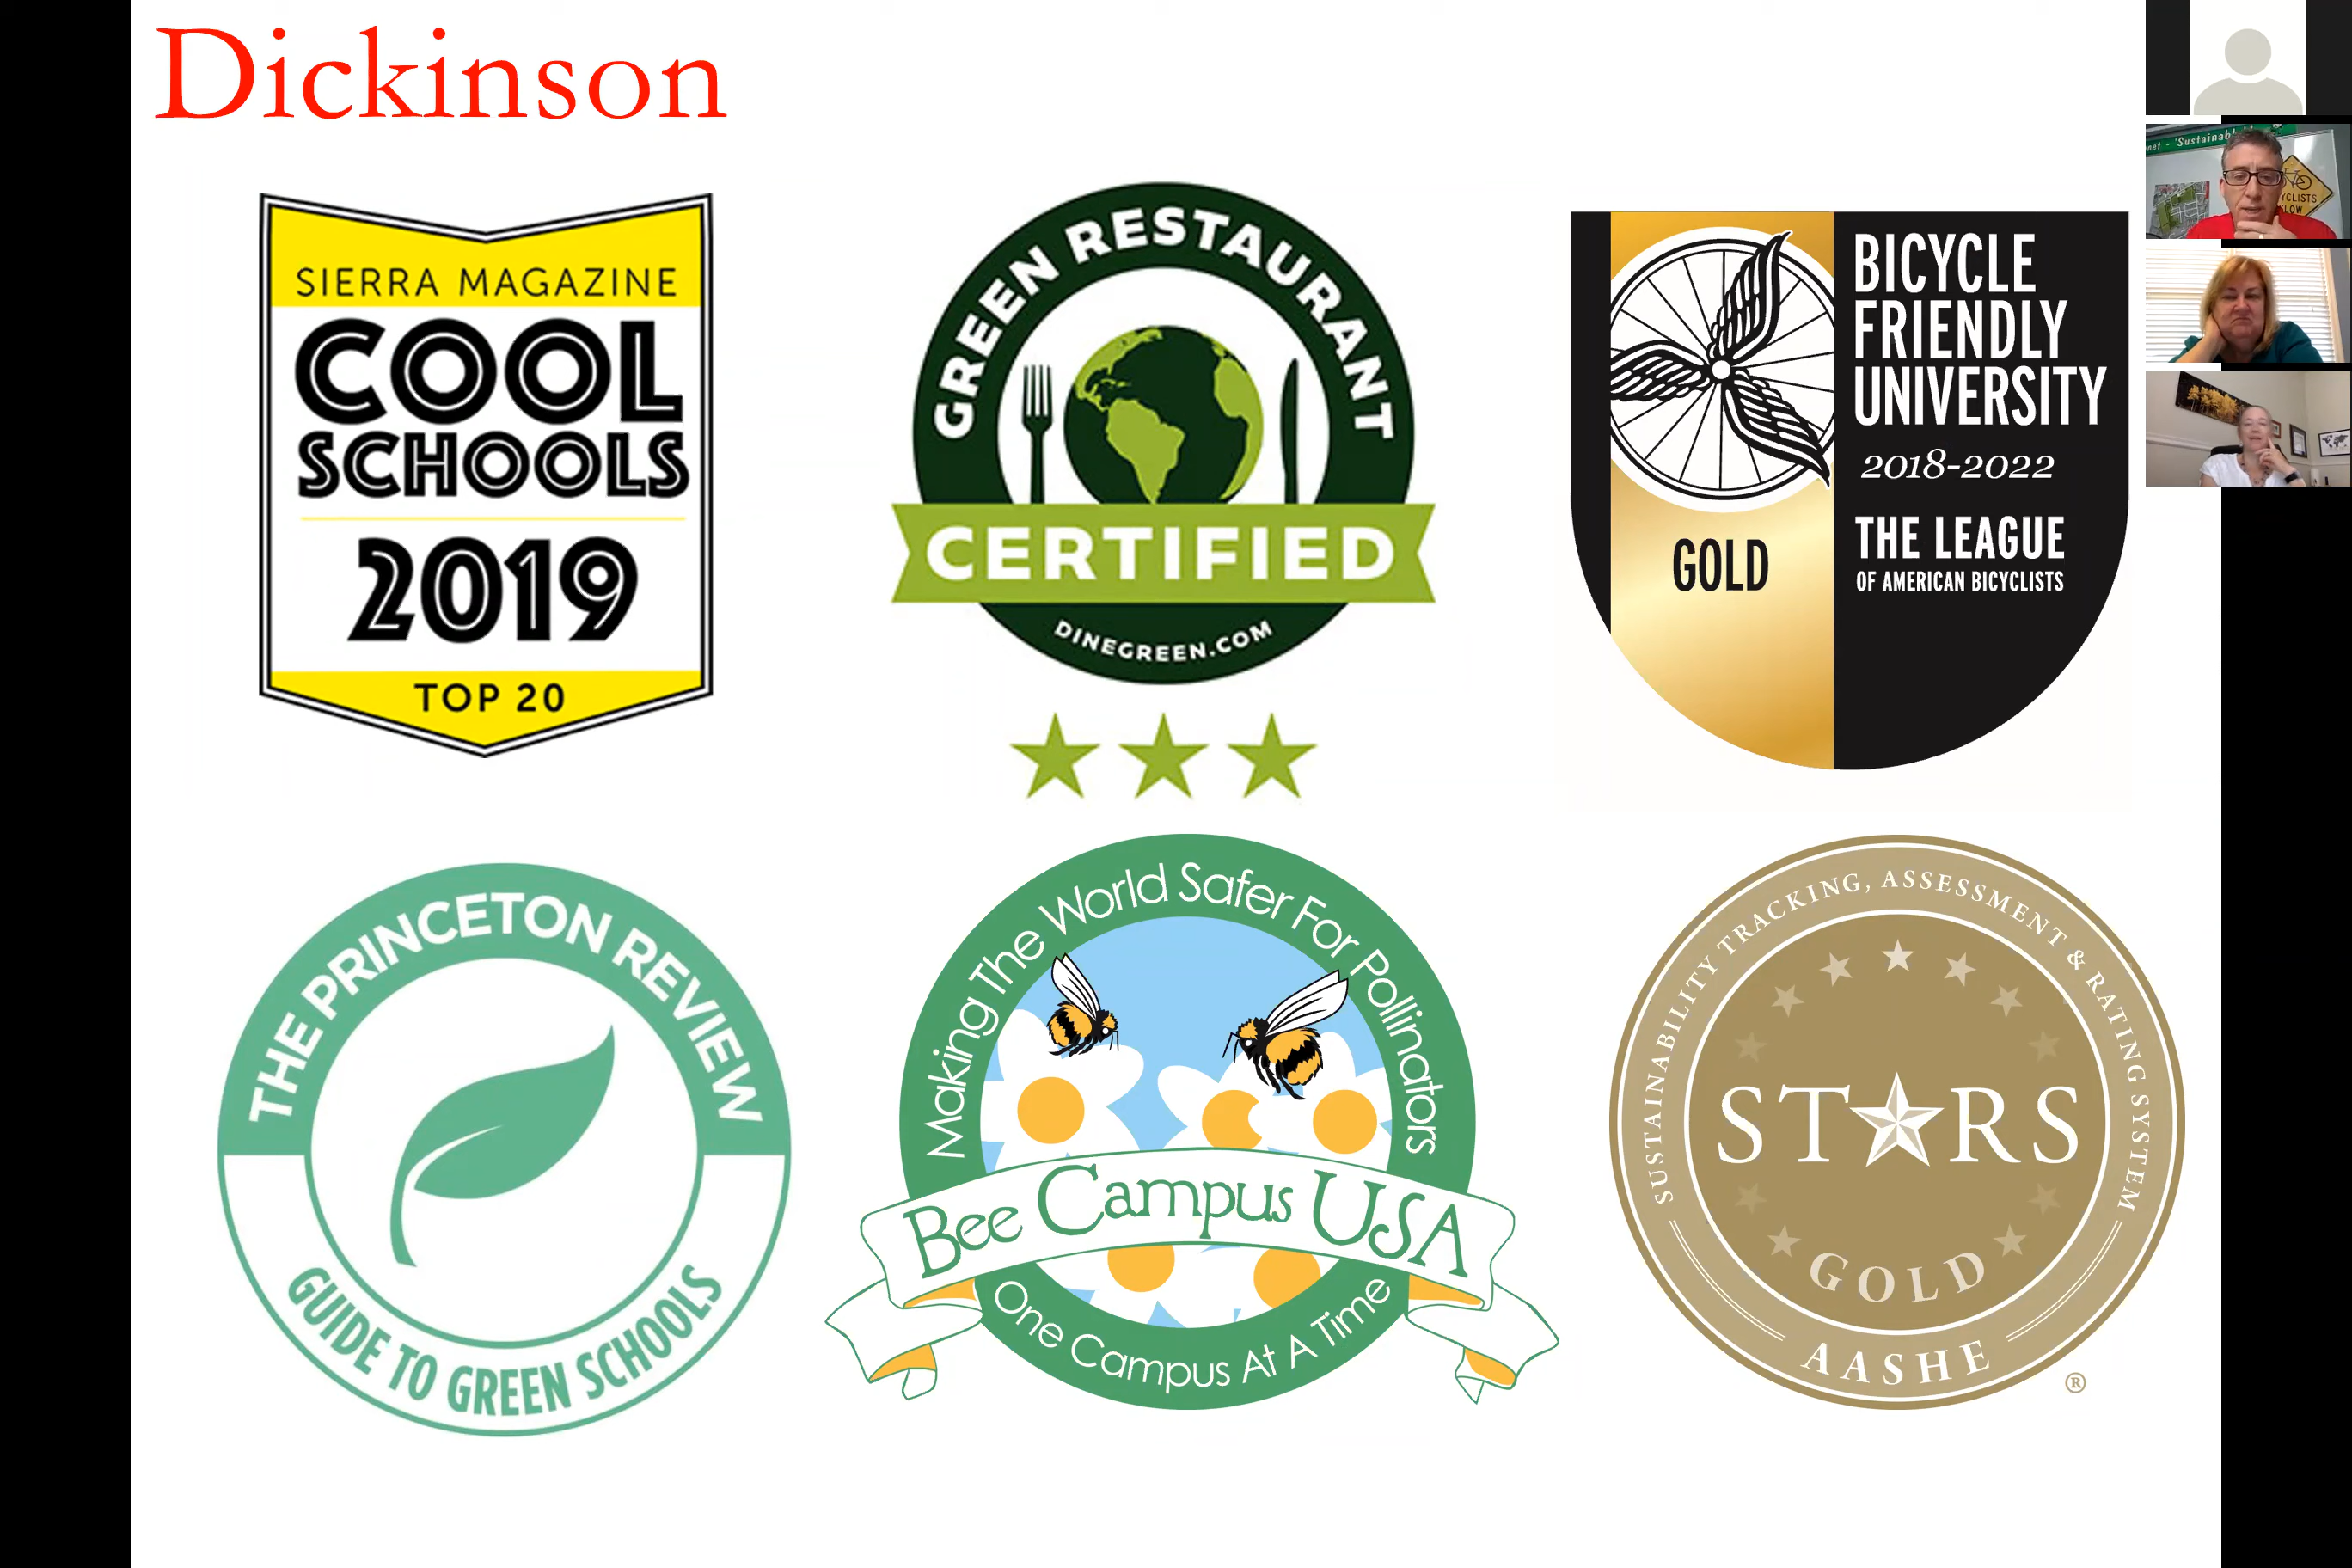 Dickinson
SIERRA MAGAZINE
COOL
SCHOOLS
2019
TOP 20
GREEN RESTAURANT
CERTIFIED
DINEGREEN.COM
BICYCLE
FRIENDLY
UNIVERSITY
2018-2022
THE LEAGUE
OF AMERICAN BICYCLISTS
GOLD
THE PRINCETON REVIEW
GUIDE TO GREEN SCHOOLS
Making The World Safer For Pollinators
Bee Campus USA
One Campus At A Time
SUSTAINABILITY TRACKING, ASSESSMENT & RATING SYSTEM
STARS
GOLD
AASHE
®